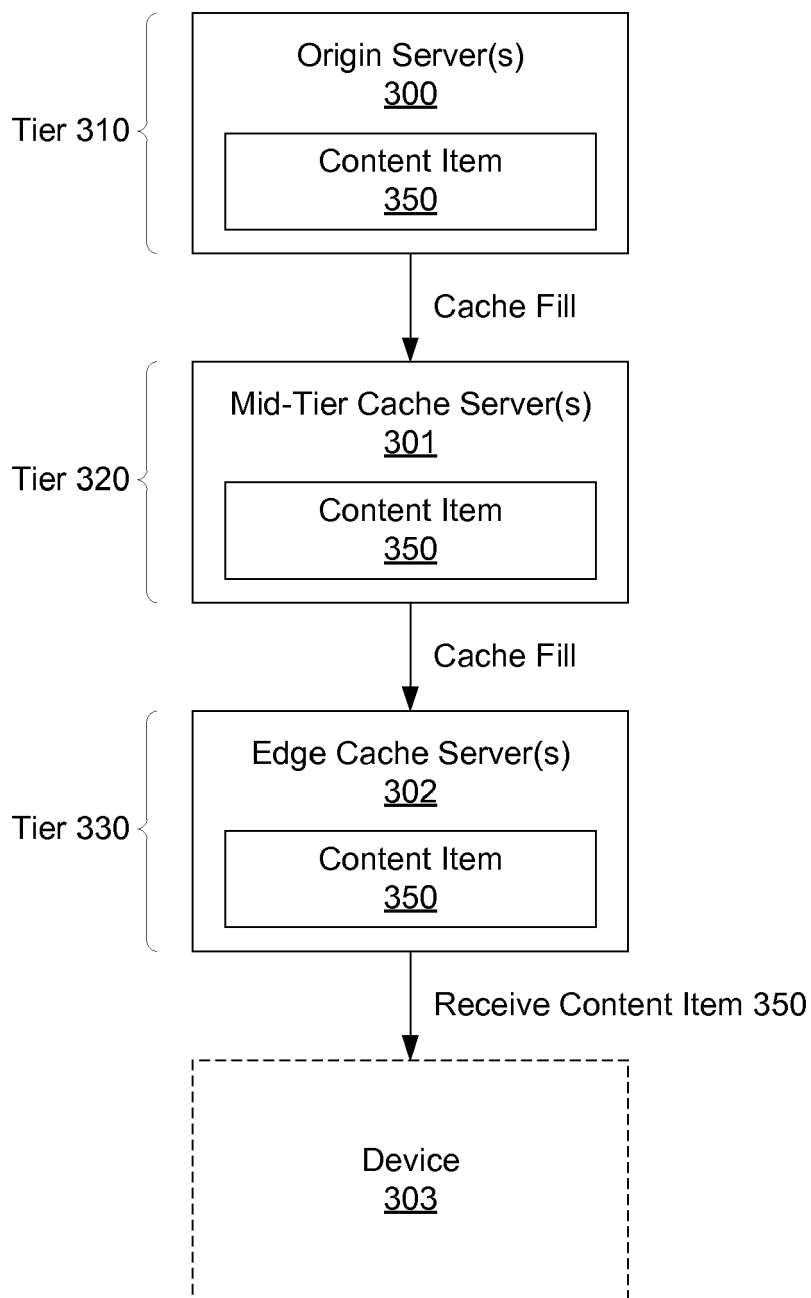 Origin Server(s)
300
Tier 310
Content Item
350
Cache Fill
Mid-Tier Cache Server(s)
301
Tier 320
Content Item
350
Cache Fill
Edge Cache Server(s)
302
Tier 330
Content Item
350
Receive Content Item 350
Device
303